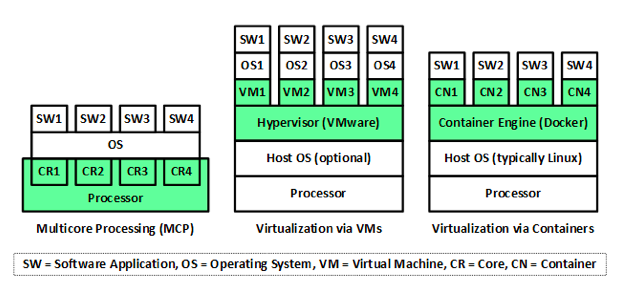 SW1 SW2 SW3 SW4
OS
CR1 CR2 CR3 CR4
Processor
Multicore Processing (MCP)
SW1 SW2 SW3 SW4
OS1 OS2 OS3 OS4
VM1 VM2 VM3 VM4
Hypervisor (VMware)
Host OS (optional)
Processor
Virtualization via VMs
SW1 SW2 SW3 SW4
CN1 CN2 CN3 CN4
Container Engine (Docker)
Host OS (typically Linux)
Processor
Virtualization via Containers
SW = Software Application, OS = Operating System, VM = Virtual Machine, CR = Core, CN = Container